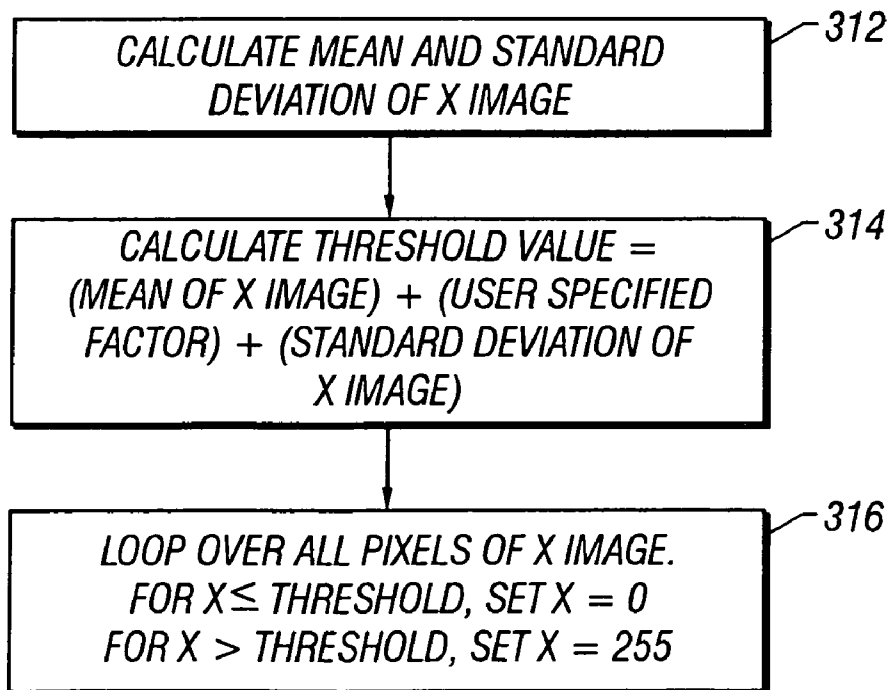 CALCULATE MEAN AND STANDARD
DEVIATION OF X IMAGE
312
CALCULATE THRESHOLD VALUE =
(MEAN OF X IMAGE) + (USER SPECIFIED
FACTOR) + (STANDARD DEVIATION OF
X IMAGE)
314
LOOP OVER ALL PIXELS OF X IMAGE.
FOR X ≤ THRESHOLD, SET X = 0
FOR X > THRESHOLD, SET X = 255
316